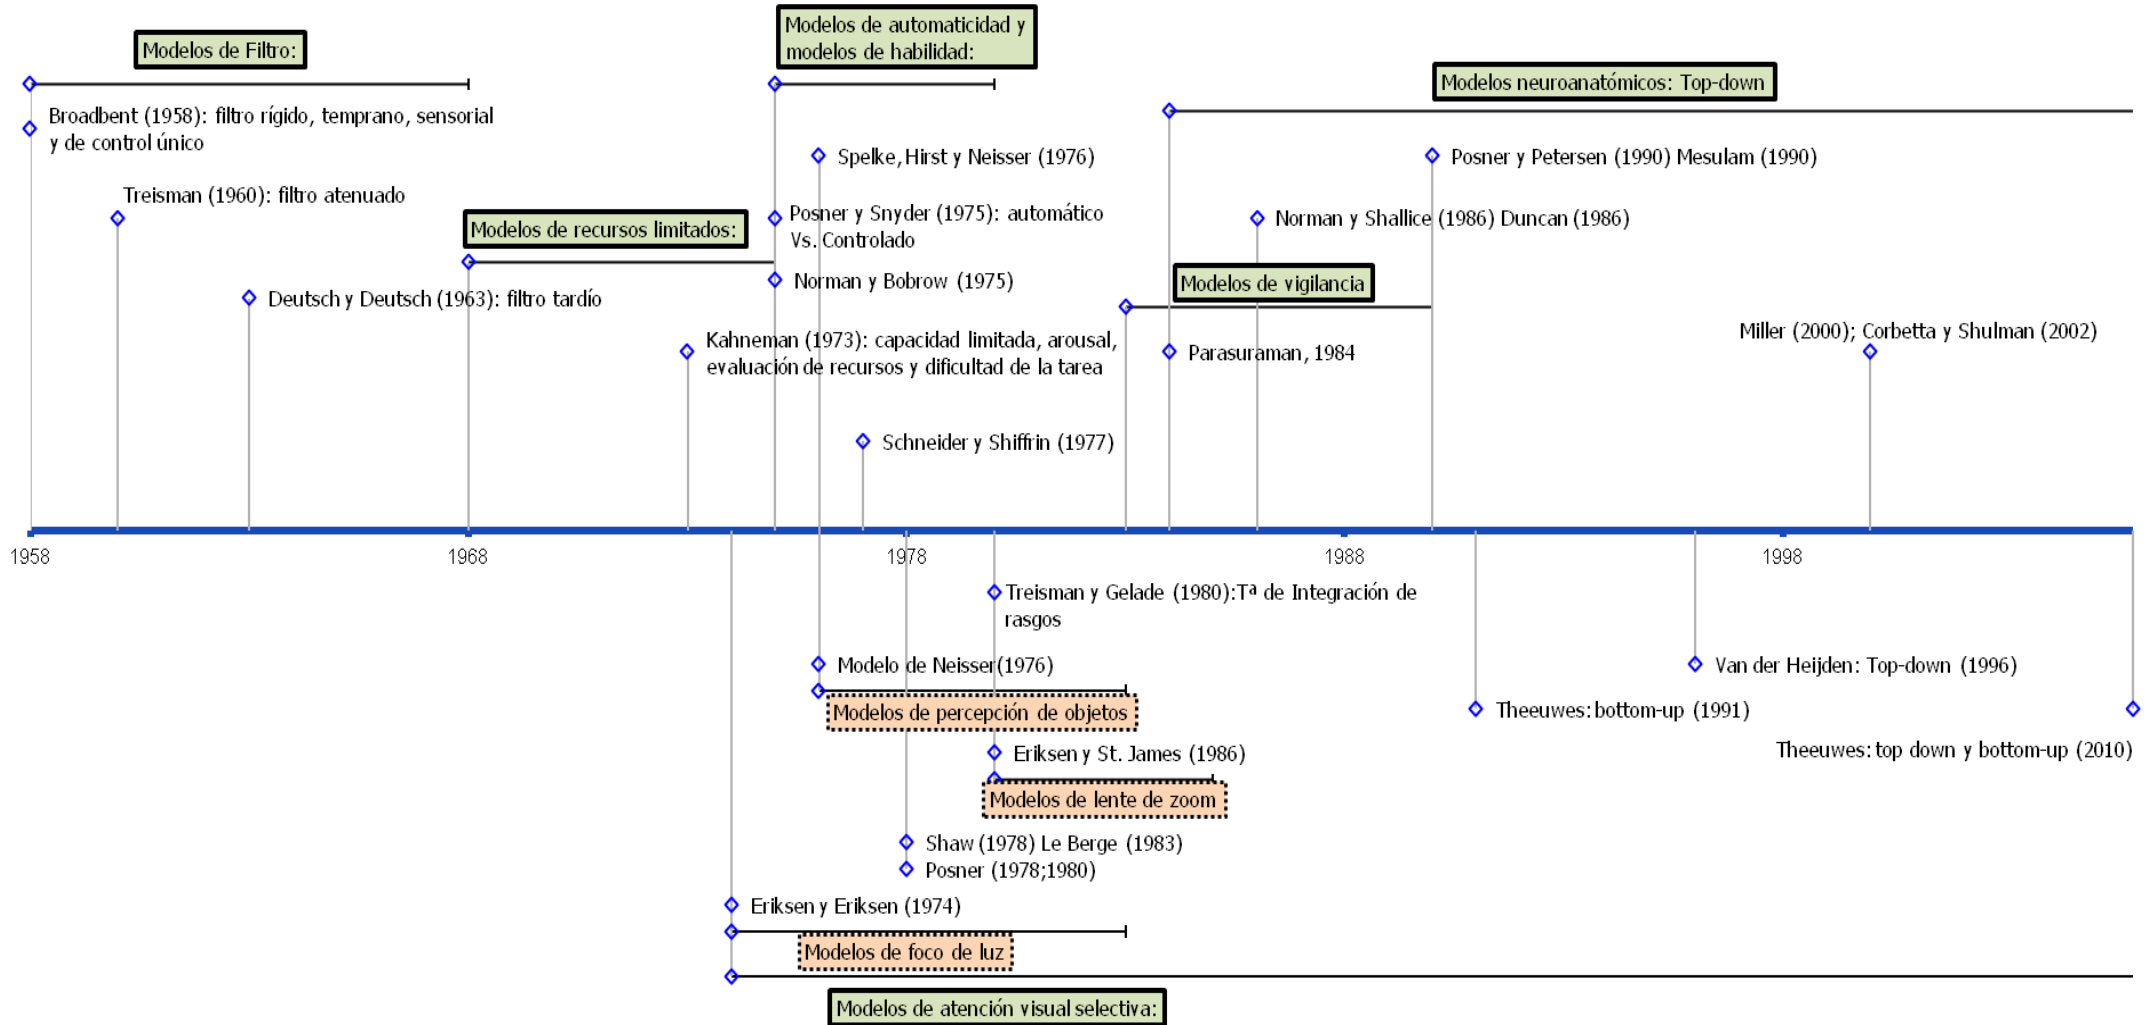 Modelos de automaticidad y
modelos de habilidad:
Modelos de Filtro:
Modelos neuroanatómicos: Top-down
Broadbent (1958): filtro rígido, temprano, sensorial
y de control único
Spelke, Hirst y Neisser (1976)
Posner y Petersen (1990) Mesulam (1990)
Treisman (1960): filtro atenuado
Posner y Snyder (1975): automático
Vs. Controlado
Norman y Shallice (1986) Duncan (1986)
Modelos de recursos limitados:
Norman y Bobrow (1975)
Modelos de vigilancia
Deutsch y Deutsch (1963): filtro tardío
Kahneman (1973): capacidad limitada, arousal,
evaluación de recursos y dificultad de la tarea
Parasuraman, 1984
Miller (2000); Corbetta y Shulman (2002)
Schneider y Shiffrin (1977)
1958
1968
1978
1988
1998
Treisman y Gelade (1980):Tª de Integración de
rasgos
Modelo de Neisser(1976)
Van der Heijden: Top-down (1996)
Modelos de percepción de objetos
Theeuwes: bottom-up (1991)
Eriksen y St. James (1986)
Theeuwes: top down y bottom-up (2010)
Modelos de lente de zoom
Shaw (1978) Le Berge (1983)
Posner (1978;1980)
Eriksen y Eriksen (1974)
Modelos de foco de luz
Modelos de atención visual selectiva: